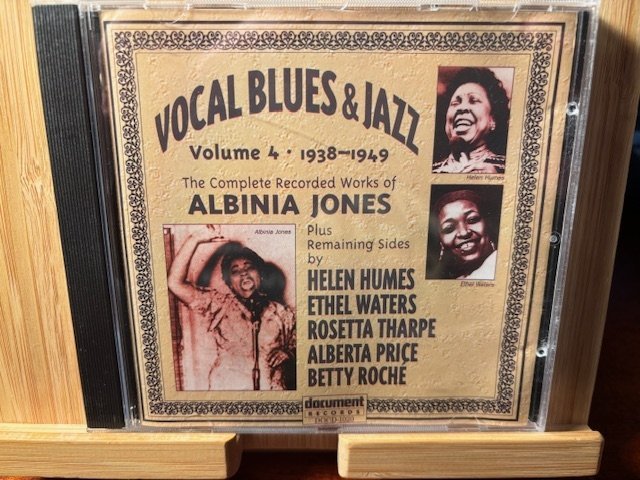 VOCAL BLUES & JAZZ
Volume 4 · 1938–1949
The Complete Recorded Works of
ALBINIA JONES
Albinia Jones
Plus
Remaining Sides
by
HELEN HUMES
ETHEL WATERS
ROSETTA THARPE
ALBERTA PRICE
BETTY ROCHE
Helen Humes
Ethel Waters
document
RECORDS